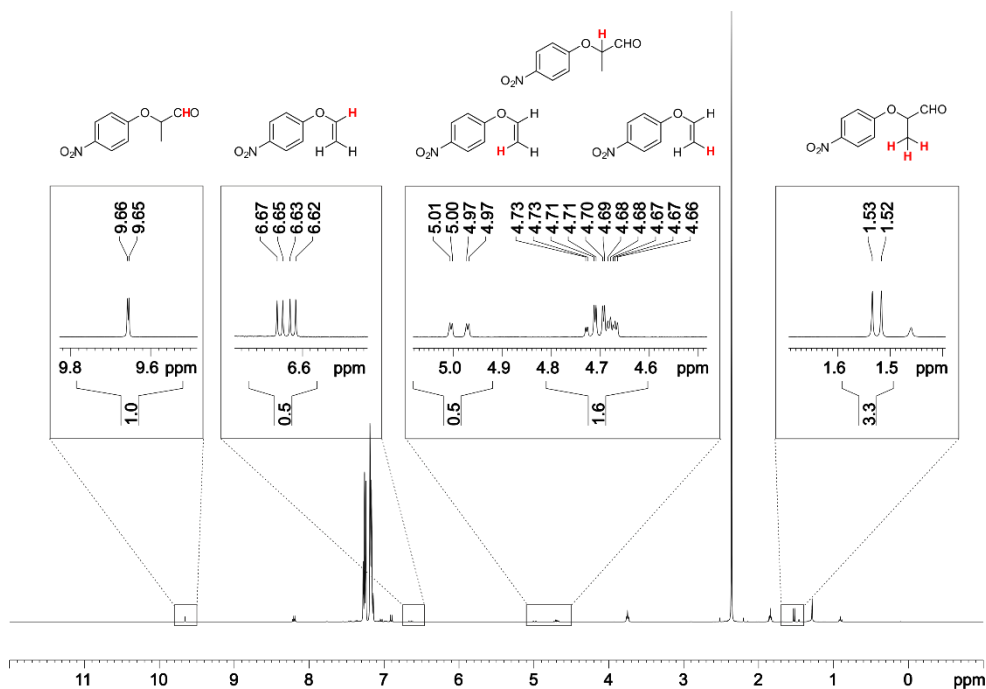 H
O
CHO
O₂N
O
CHO
O₂N
O
H
H
H
O₂N
O
H
H
H
O₂N
O
H
H
H
O₂N
O
CHO
H
H
H
O₂N
9.66
9.65
6.67
6.65
6.63
6.62
5.01
5.00
4.97
4.97
4.73
4.73
4.71
4.71
4.70
4.69
4.68
4.68
4.67
4.67
4.66
1.53
1.52
9.8 9.6 ppm
6.6 ppm
5.0 4.9 4.8 4.7 4.6 ppm
1.6 1.5 ppm
1.0
0.5
0.5
1.6
3.3
11 10 9 8 7 6 5 4 3 2 1 0 ppm